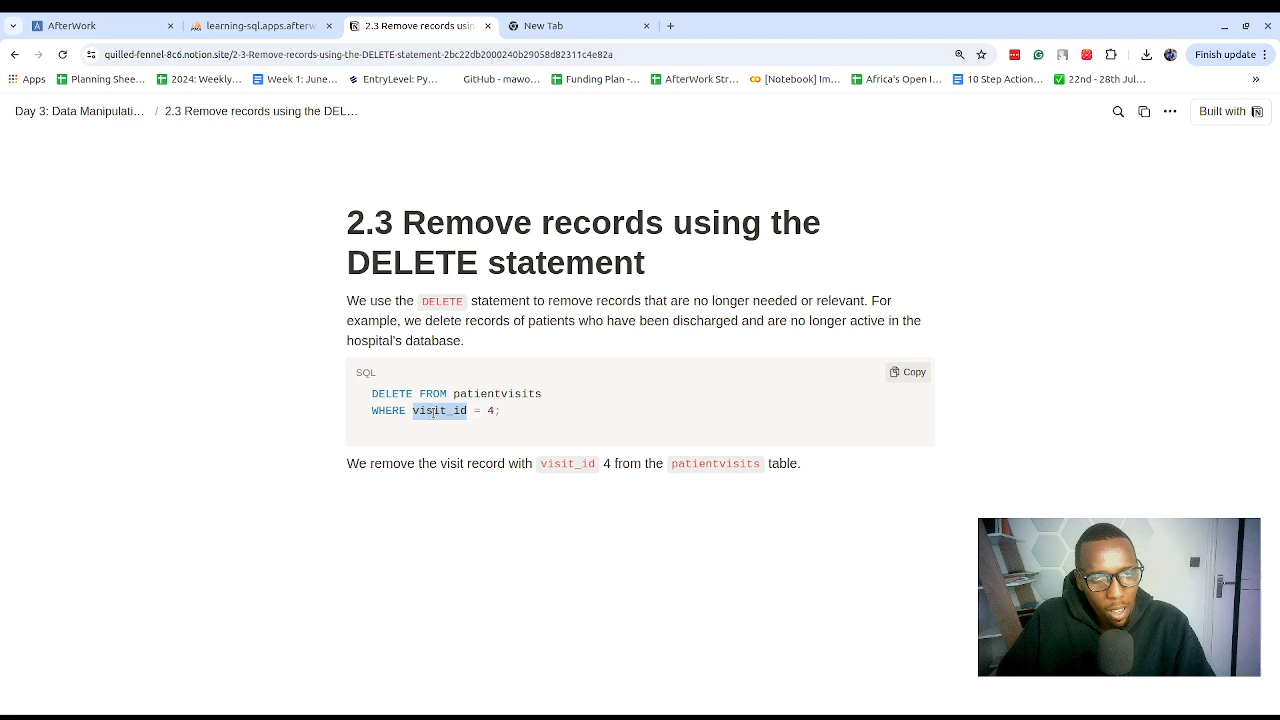 AfterWork
learning-sql.apps.afterw
2.3 Remove records usin
New Tab
quilled-fennel-8c6.notion.site/2-3-Remove-records-using-the-DELETE-statement-2bc22db2000240b29058d82311c4e82a
Finish update
Apps
Planning Shee...
2024: Weekly...
Week 1: June...
EntryLevel: Py...
GitHub - mawo...
Funding Plan -...
AfterWork Str...
[Notebook] Im...
Africa's Open I...
10 Step Action...
22nd - 28th Jul...
Day 3: Data Manipulati... / 2.3 Remove records using the DEL...
Built with
2.3 Remove records using the
DELETE statement
We use the DELETE statement to remove records that are no longer needed or relevant. For
example, we delete records of patients who have been discharged and are no longer active in the
hospital's database.
SQL
Copy
DELETE FROM patientvisits
WHERE visit_id = 4;
We remove the visit record with visit_id 4 from the patientvisits table.